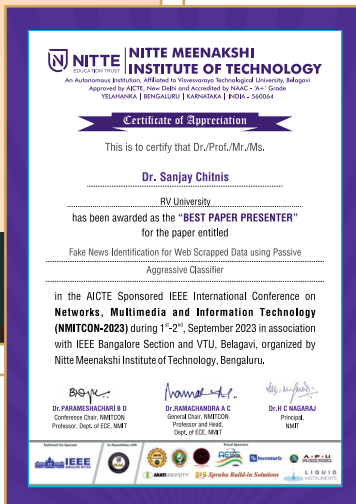 NITTE
EDUCATION TRUST
NITTE MEENAKSHI
INSTITUTE OF TECHNOLOGY
An Autonomous Institution, Affiliated to Visvesvaraya Technological University, Belagavi
Approved by AICTE, New Delhi and Accredited by NAAC - 'A+' Grade
YELAHANKA | BENGALURU | KARNATAKA | INDIA - 560064
Certificate of Appreciation
This is to certify that Dr./Prof./Mr./Ms.
Dr. Sanjay Chitnis
RV University
has been awarded as the "BEST PAPER PRESENTER"
for the paper entitled
Fake News Identification for Web Scrapped Data using Passive
Aggressive Classifier
in the AICTE Sponsored IEEE International Conference on
Networks, Multimedia and Information Technology
(NMITCON-2023) during 1st-2nd, September 2023 in association
with IEEE Bangalore Section and VTU, Belagavi, organized by
Nitte Meenakshi Institute of Technology, Bengaluru.
Dr.PARAMESHACHARI B D
Conference Chair, NMITCON
Professor, Dept. of ECE, NMIT
Dr.RAMACHANDRA A C
General Chair, NMITCON
Professor and Head,
Dept, of ECE, NMIT
Dr.H C NAGARAJ
Principal,
NMIT
Technical Co-Sponsor
In Association with
Proud Sponsors
IEEE
Inventeric
A-P-U
Spruha Build-in Solutions
LIQUID
INSTRUMENTS